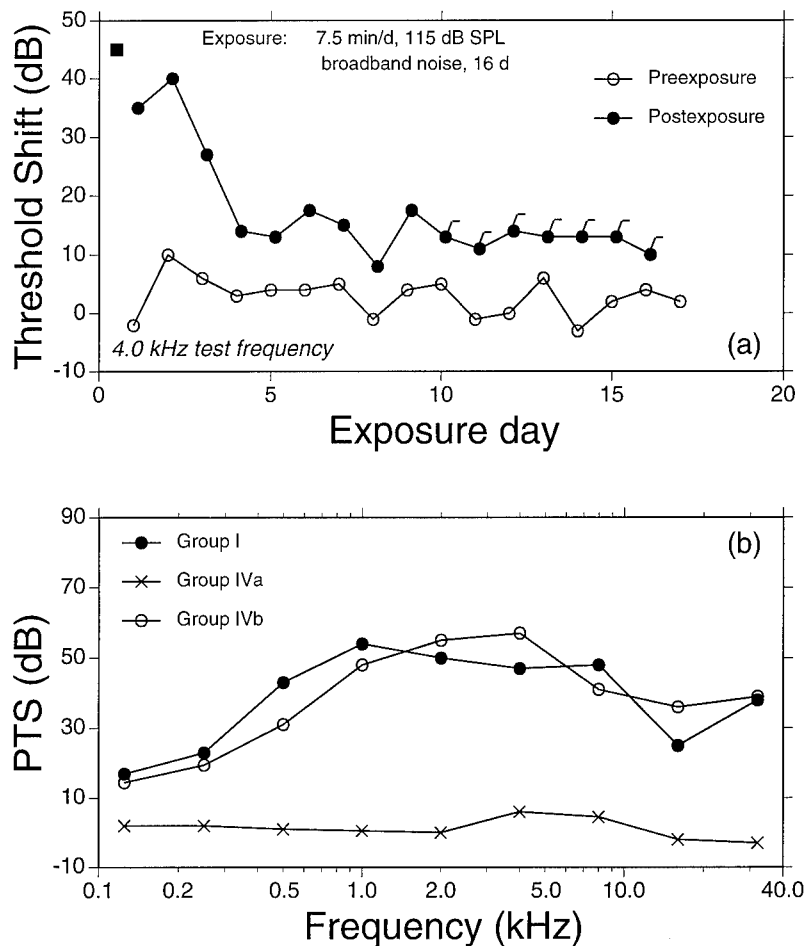 50
40
30
20
10
0
-10
Threshold Shift (dB)
Exposure: 7.5 min/d, 115 dB SPL
broadband noise, 16 d
Preexposure
Postexposure
4.0 kHz test frequency
(a)
0 5 10 15 20
Exposure day
90
70
50
30
10
-10
PTS (dB)
Group I
Group IVa
Group IVb
(b)
0.1 0.2 0.5 1.0 2.0 5.0 10.0 40.0
Frequency (kHz)